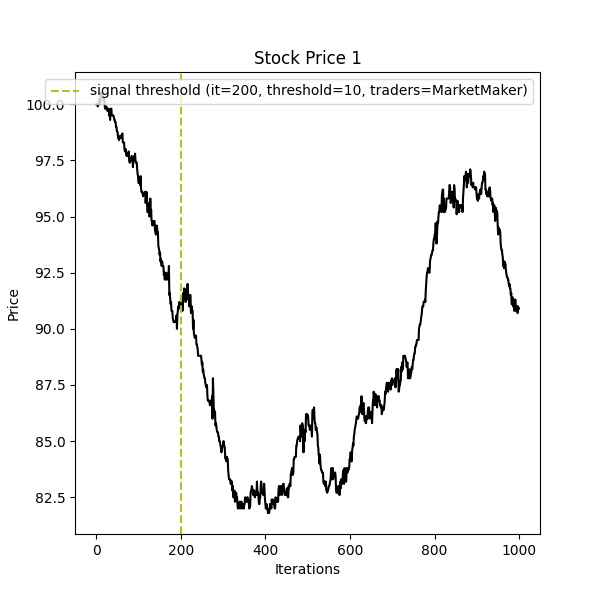 Stock Price 1
signal threshold (it=200, threshold=10, traders=MarketMaker)
100.0
97.5
95.0
92.5
90.0
87.5
85.0
82.5
Price
0 200 400 600 800 1000
Iterations